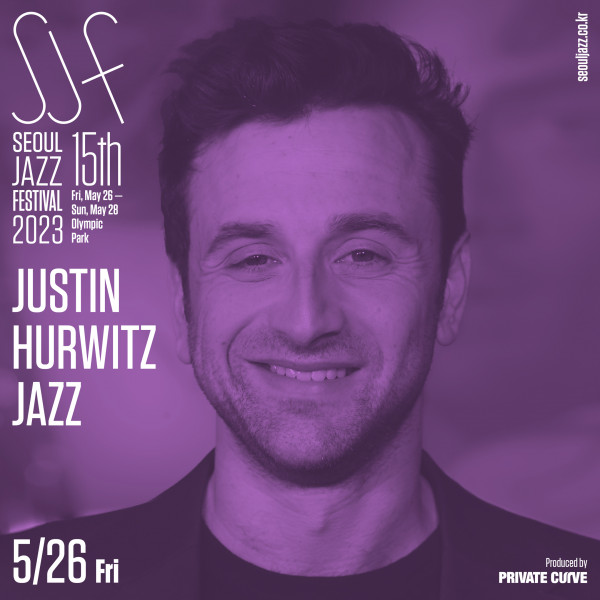 SJF
SEOUL
JAZZ
FESTIVAL
2023
15th
Fri, May 26 –
Sun, May 28
Olympic
Park
seouljazz.co.kr
JUSTIN
HURWITZ
JAZZ
5/26 Fri
Produced by
PRIVATE CURVE